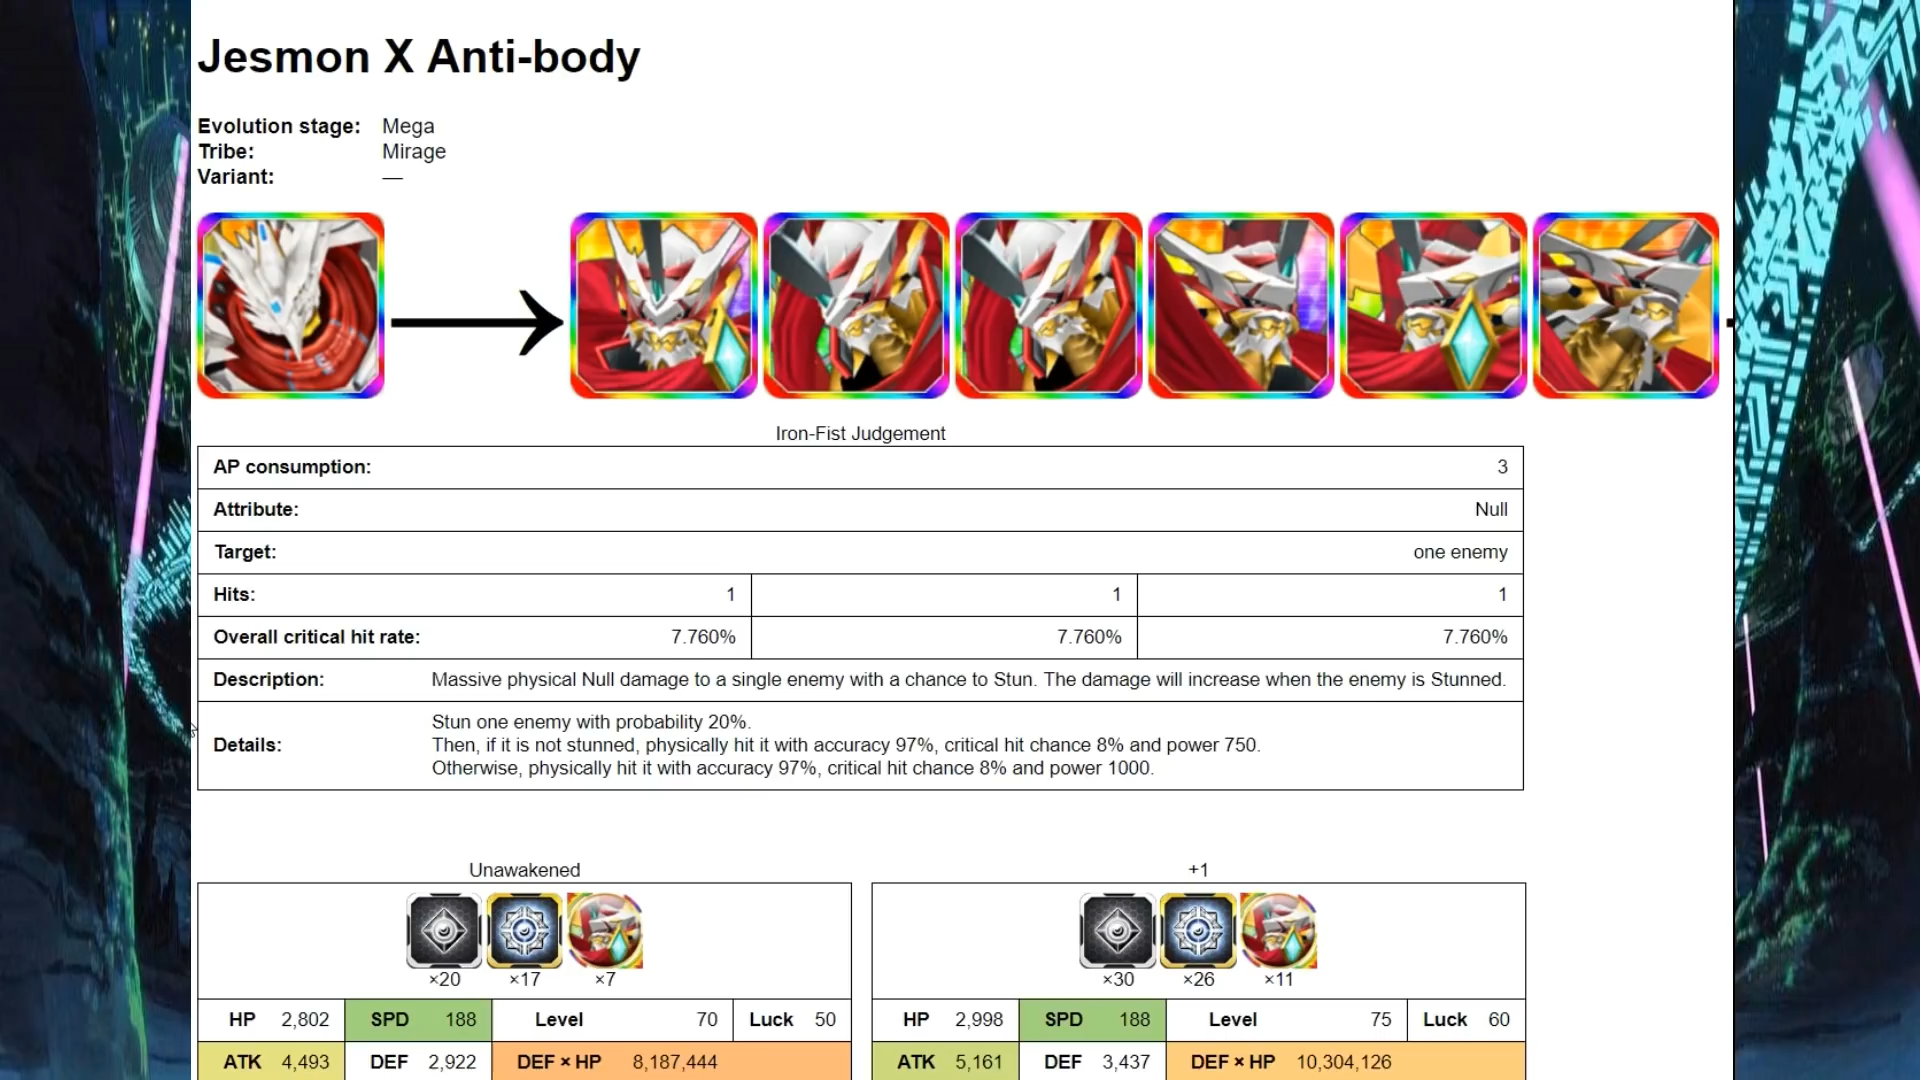 Jesmon X Anti-body
Evolution stage: Mega
Tribe: Mirage
Variant: —
Iron-Fist Judgement
AP consumption: 3
Attribute: Null
Target: one enemy
Hits: 1 1 1
Overall critical hit rate: 7.760% 7.760% 7.760%
Description: Massive physical Null damage to a single enemy with a chance to Stun. The damage will increase when the enemy is Stunned.
Details: Stun one enemy with probability 20%.
Then, if it is not stunned, physically hit it with accuracy 97%, critical hit chance 8% and power 750.
Otherwise, physically hit it with accuracy 97%, critical hit chance 8% and power 1000.
Unawakened
×20 ×17 ×7
HP 2,802 SPD 188 Level 70 Luck 50
ATK 4,493 DEF 2,922 DEF × HP 8,187,444
+1
×30 ×26 ×11
HP 2,998 SPD 188 Level 75 Luck 60
ATK 5,161 DEF 3,437 DEF × HP 10,304,126